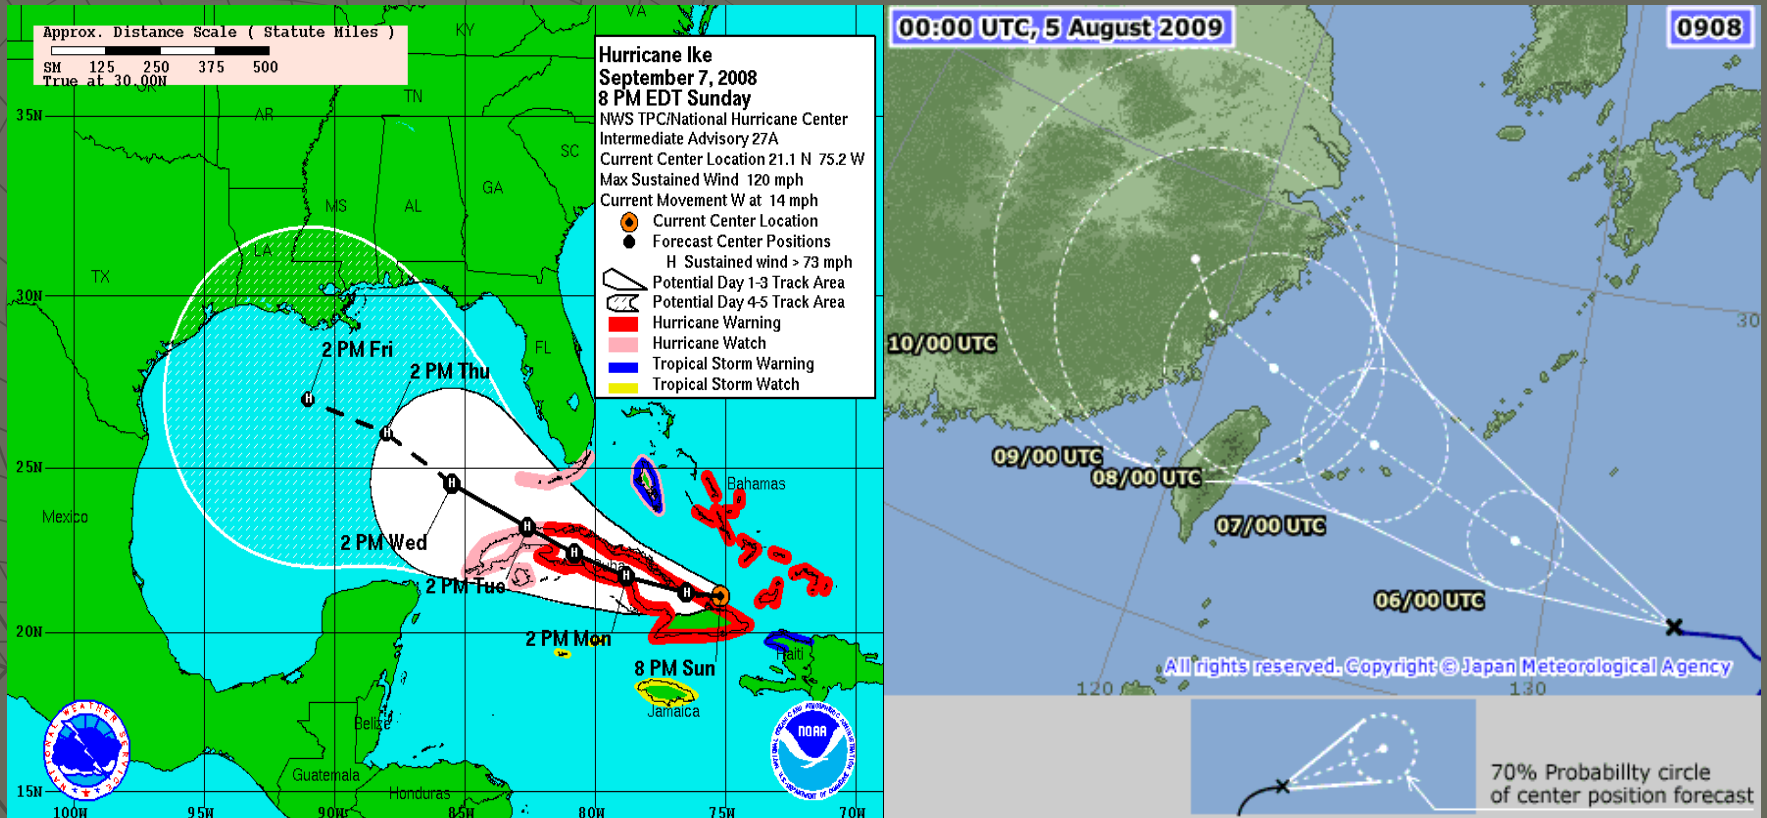 Approx. Distance Scale ( Statute Miles )
SM 125 250 375 500
True at 30.00N
Hurricane Ike
September 7, 2008
8 PM EDT Sunday
NWS TPC/National Hurricane Center
Intermediate Advisory 27A
Current Center Location 21.1 N 75.2 W
Max Sustained Wind 120 mph
Current Movement W at 14 mph
Current Center Location
Forecast Center Positions
H Sustained wind > 73 mph
Potential Day 1-3 Track Area
Potential Day 4-5 Track Area
Hurricane Warning
Hurricane Watch
Tropical Storm Warning
Tropical Storm Watch
VA
KY
TN
AR
SC
GA
MS
AL
LA
TX
FL
35N
30N
25N
20N
15N
2 PM Fri
2 PM Thu
2 PM Wed
2 PM Tue
2 PM Mon
8 PM Sun
H
H
H
H
H
H
H
Bahamas
Mexico
Haiti
Jamaica
Belize
Guatemala
Honduras
NATIONAL WEATHER SERVICE
NOAA
100W 95W 90W 85W 80W 75W 70W
00:00 UTC, 5 August 2009
0908
10/00 UTC
09/00 UTC
08/00 UTC
07/00 UTC
06/00 UTC
30
All rights reserved. Copyright © Japan Meteorological Agency
120
130
70% Probability circle
of center position forecast